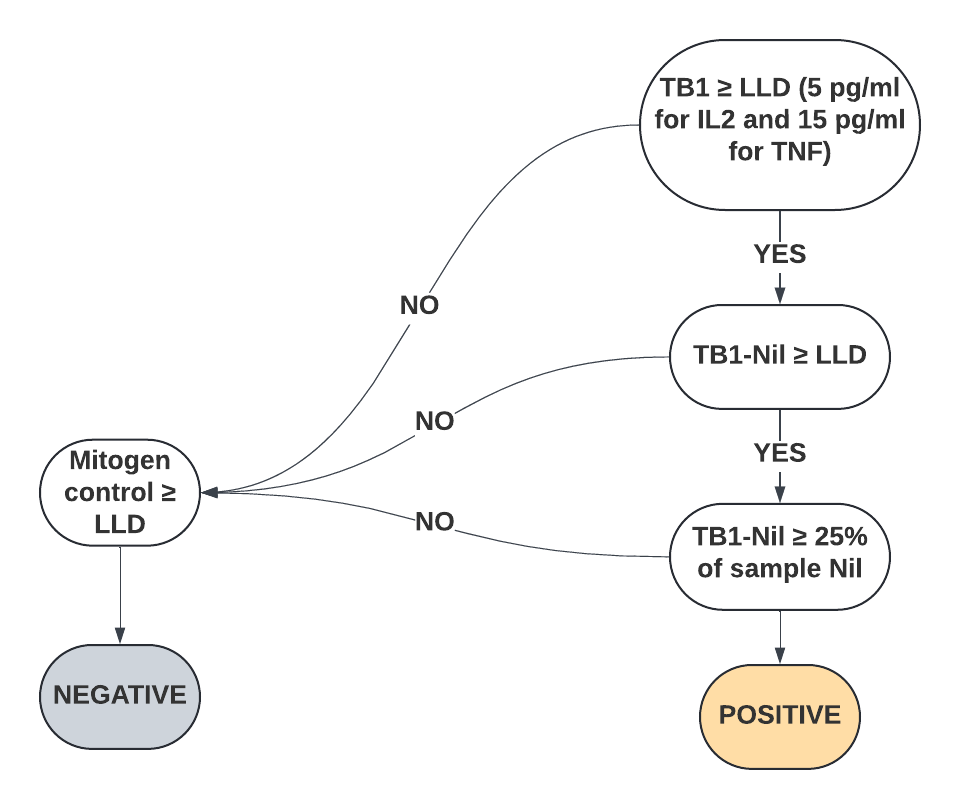 TB1 ≥ LLD (5 pg/ml
for IL2 and 15 pg/ml
for TNF)
YES
NO
TB1-Nil ≥ LLD
NO
YES
Mitogen
control ≥
LLD
NO
TB1-Nil ≥ 25%
of sample Nil
NEGATIVE
POSITIVE